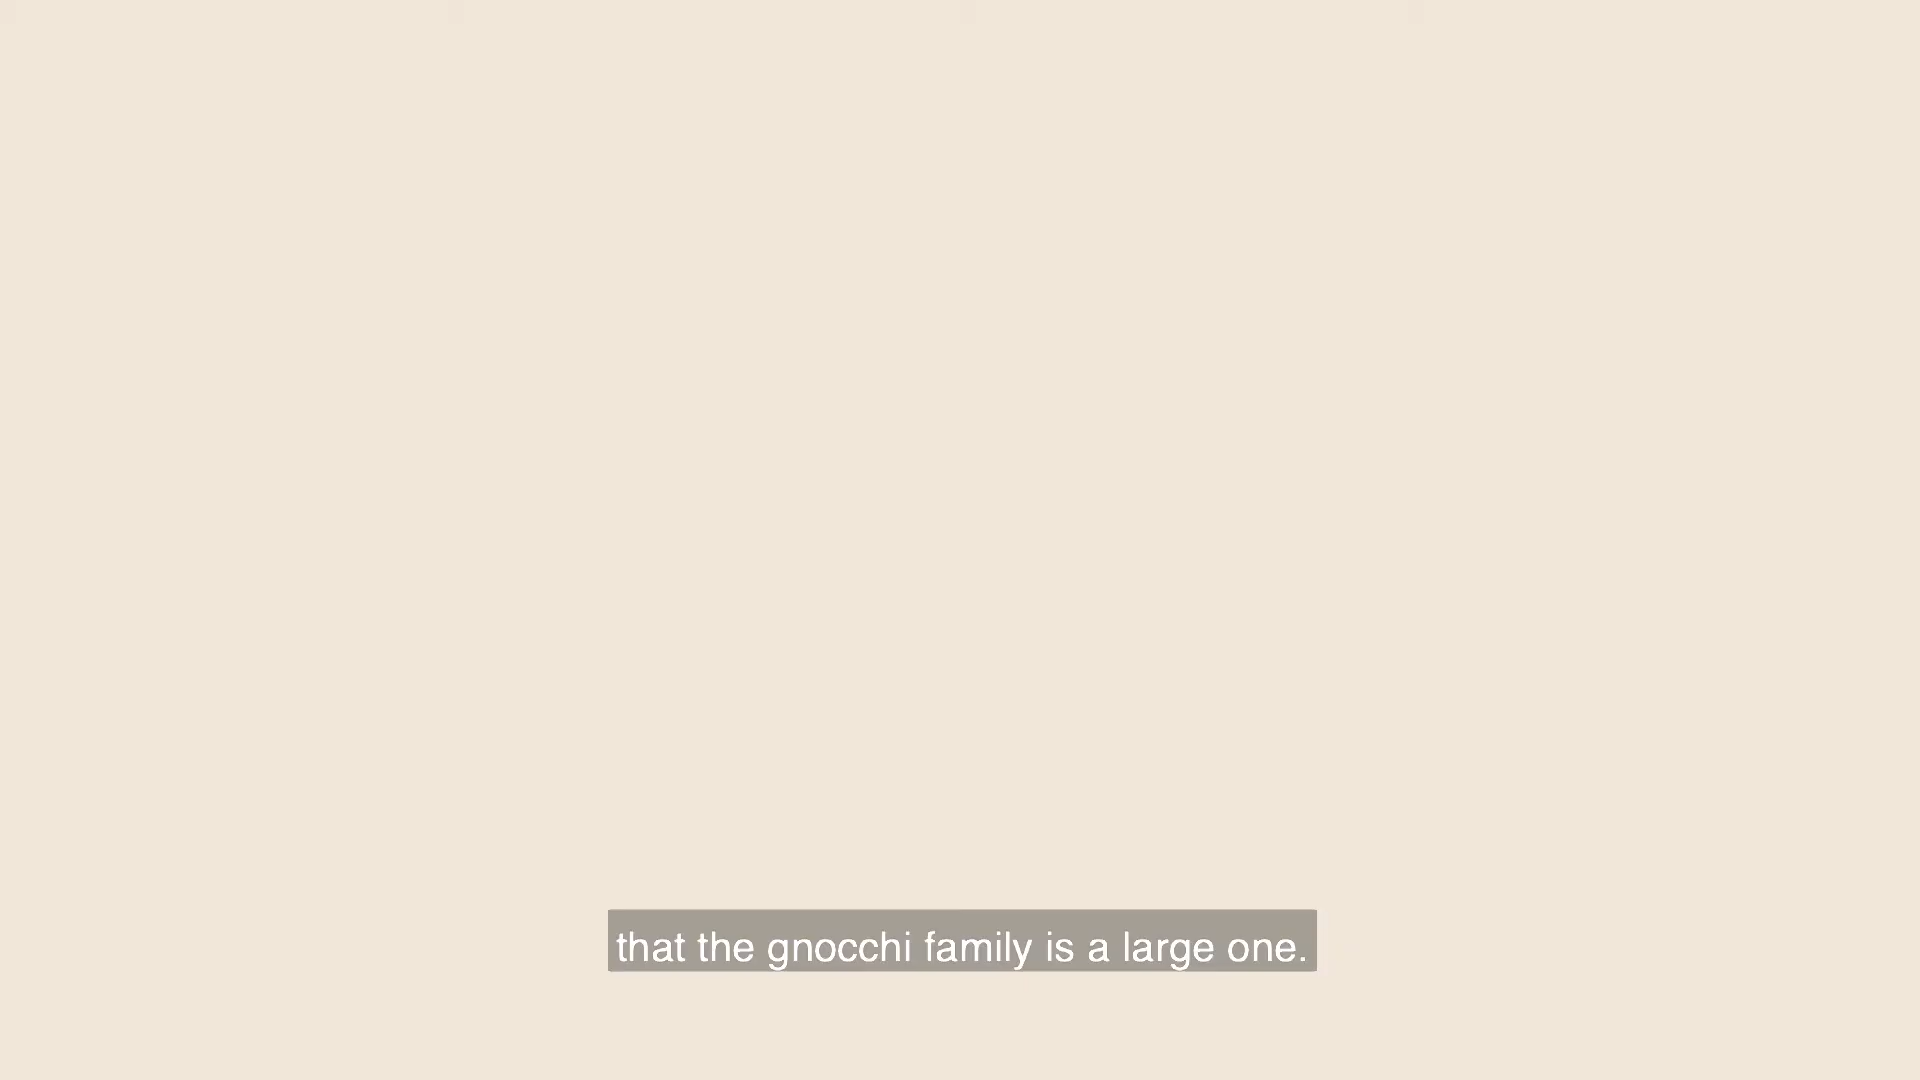 that the gnocchi family is a large one.